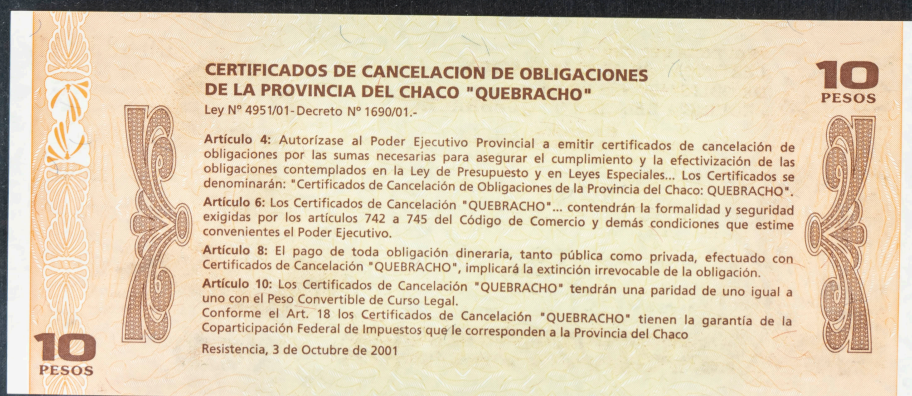 CERTIFICADOS DE CANCELACION DE OBLIGACIONES
DE LA PROVINCIA DEL CHACO "QUEBRACHO"
Ley Nº 4951/01-Decreto Nº 1690/01.-
10
PESOS
Artículo 4: Autorízase al Poder Ejecutivo Provincial a emitir certificados de cancelación de
obligaciones por las sumas necesarias para asegurar el cumplimiento y la efectivización de las
obligaciones contemplados en la Ley de Presupuesto y en Leyes Especiales... Los Certificados se
denominarán: "Certificados de Cancelación de Obligaciones de la Provincia del Chaco: QUEBRACHO".
Artículo 6: Los Certificados de Cancelación "QUEBRACHO"... contendrán la formalidad y seguridad
exigidas por los artículos 742 a 745 del Código de Comercio y demás condiciones que estime
convenientes el Poder Ejecutivo.
Artículo 8: El pago de toda obligación dineraria, tanto pública como privada, efectuado con
Certificados de Cancelación "QUEBRACHO", implicará la extinción irrevocable de la obligación.
Artículo 10: Los Certificados de Cancelación "QUEBRACHO" tendrán una paridad de uno igual a
uno con el Peso Convertible de Curso Legal.
Conforme el Art. 18 los Certificados de Cancelación "QUEBRACHO" tienen la garantía de la
Coparticipación Federal de Impuestos que le corresponden a la Provincia del Chaco
Resistencia, 3 de Octubre de 2001
10
PESOS